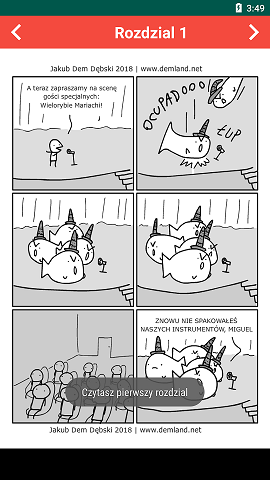 3:49
Rozdzial 1
Jakub Dem Dębski 2018 | www.demland.net
A teraz zapraszamy na scenę
gości specjalnych:
Wielorybie Mariachi!
OCUPADOOO
ŁUP
ZNOWU NIE SPAKOWAŁEŚ
NASZYCH INSTRUMENTÓW, MIGUEL
Czytasz pierwszy rozdzial
Jakub Dem Dębski 2018 | www.demland.net